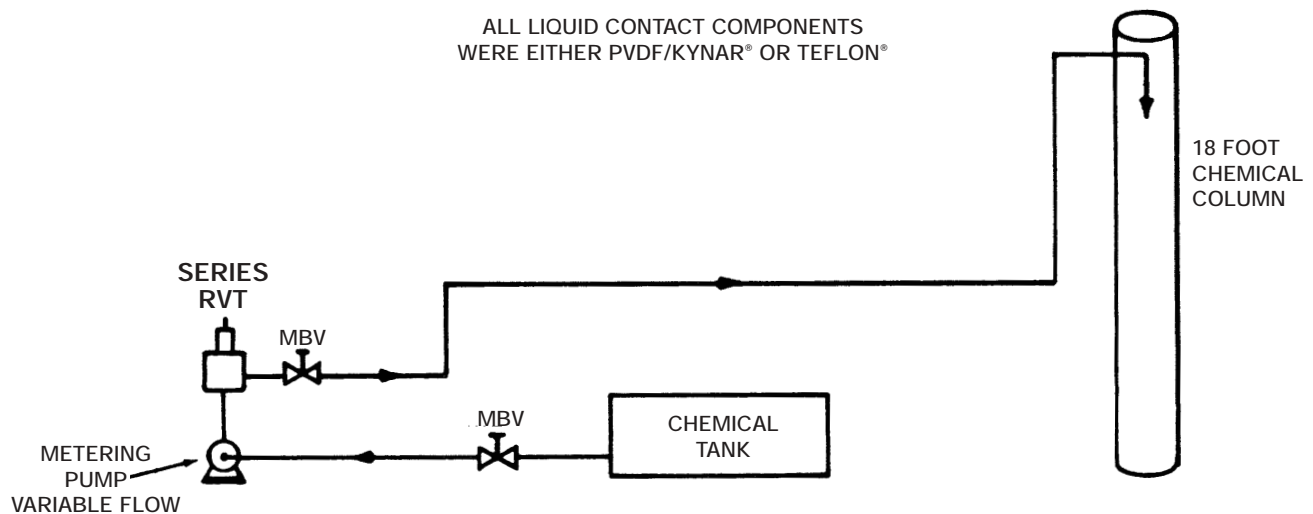 ALL LIQUID CONTACT COMPONENTS
WERE EITHER PVDF/KYNAR® OR TEFLON®
18 FOOT
CHEMICAL
COLUMN
SERIES
RVT
MBV
MBV
CHEMICAL
TANK
METERING
PUMP
VARIABLE FLOW